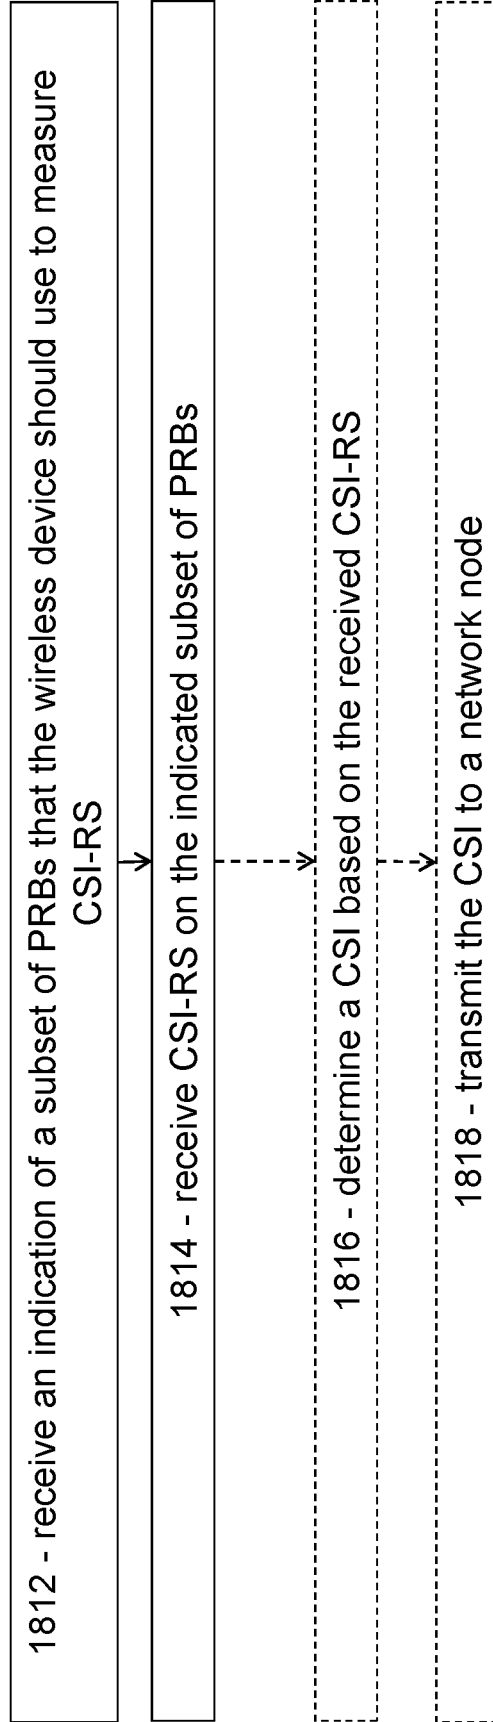 1812 - receive an indication of a subset of PRBs that the wireless device should use to measure
CSI-RS
1814 - receive CSI-RS on the indicated subset of PRBs
1816 - determine a CSI based on the received CSI-RS
1818 - transmit the CSI to a network node